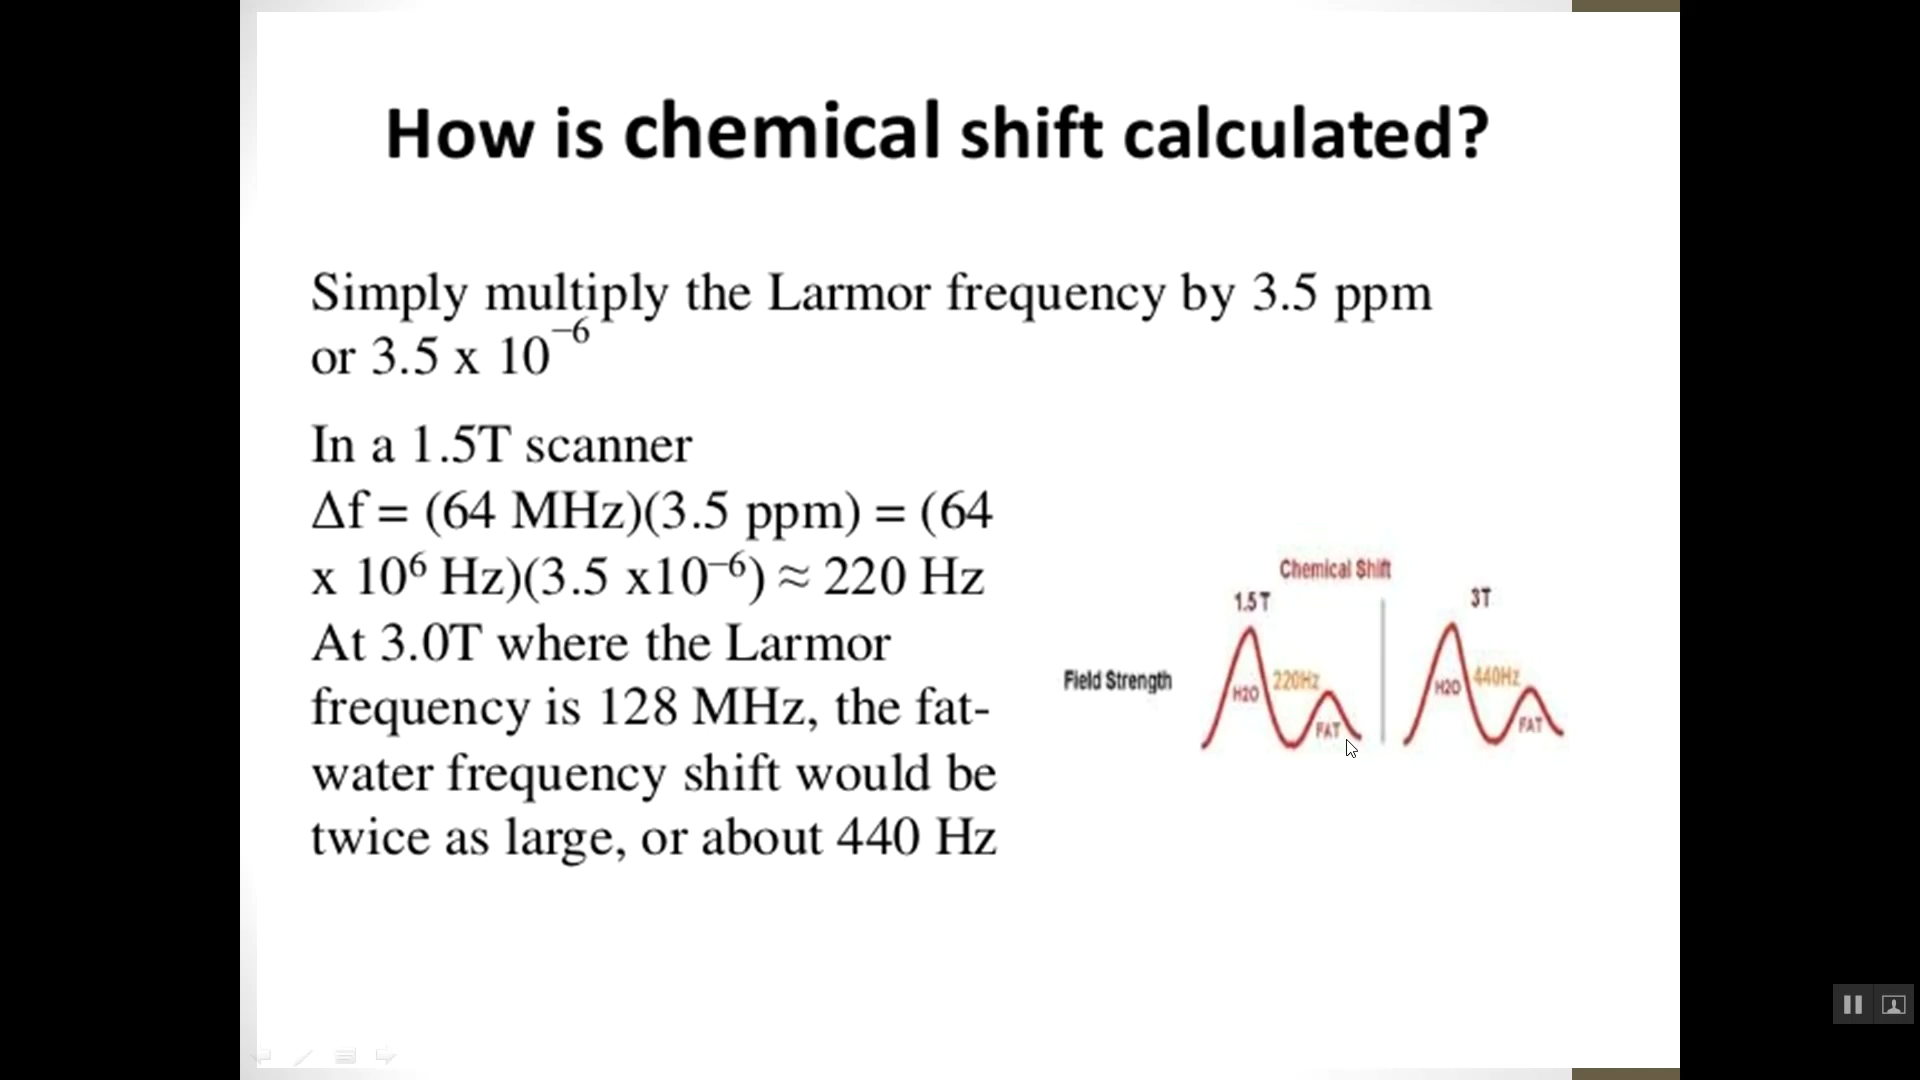 How is chemical shift calculated?
Simply multiply the Larmor frequency by 3.5 ppm
or 3.5 x 10⁻⁶
In a 1.5T scanner
Δf = (64 MHz)(3.5 ppm) = (64
x 10⁶ Hz)(3.5 x10⁻⁶) ≈ 220 Hz
At 3.0T where the Larmor
frequency is 128 MHz, the fat-
water frequency shift would be
twice as large, or about 440 Hz
Chemical Shift
1.5T
3T
Field Strength
H2O
220Hz
FAT
H2O
440Hz
FAT